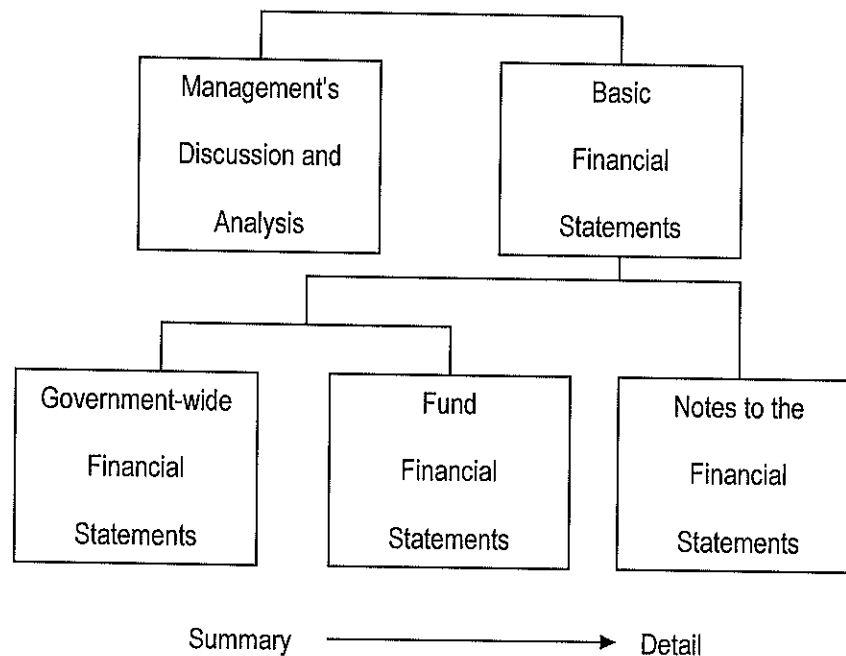 Management's
Discussion and
Analysis
Basic
Financial
Statements
Government-wide
Financial
Statements
Fund
Financial
Statements
Notes to the
Financial
Statements
Summary
Detail